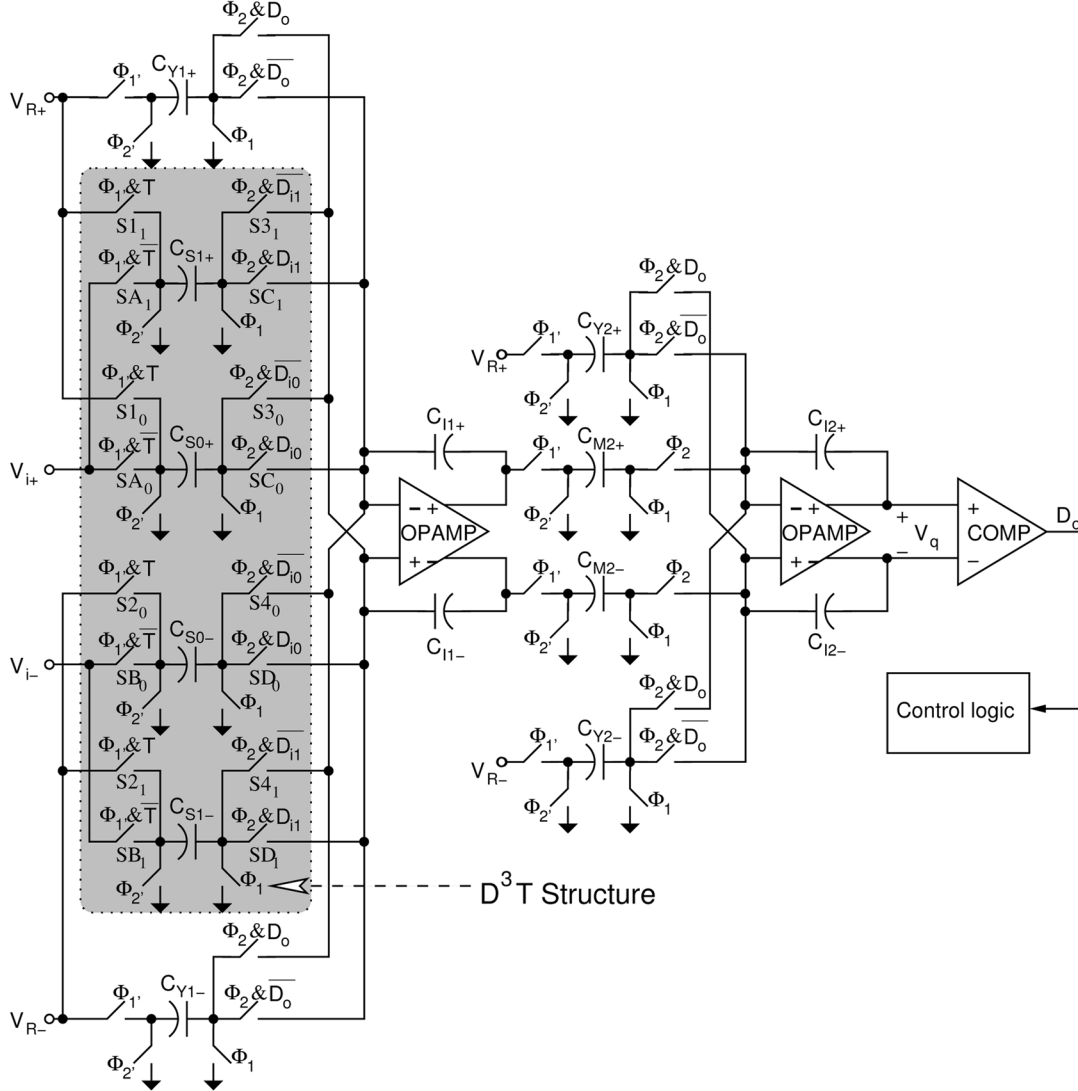 Φ2&Do
CY1+
Φ1'
Φ2&D̅o̅
VR+
Φ2'
Φ1
Φ1'&T
Φ2&D̅i1̅
S11
S31
CS1+
Φ1'&T̅
Φ2&Di1
SA1
SC1
Φ2'
Φ1
Φ1'&T
Φ2&D̅i0̅
S10
S30
CS0+
Φ1'&T̅
Φ2&Di0
Vi+
SA0
SC0
Φ2'
Φ1
Φ1'&T
Φ2&D̅i0̅
S20
S40
CS0−
Φ1'&T̅
Φ2&Di0
Vi−
SB0
SD0
Φ2'
Φ1
Φ1'&T
Φ2&D̅i1̅
S21
S41
CS1−
Φ1'&T̅
Φ2&Di1
SB1
SD1
Φ2'
Φ1
D3T Structure
Φ2&Do
CY1−
Φ1'
Φ2&D̅o̅
VR−
Φ2'
Φ1
CI1+
− +
OPAMP
+ −
CI1−
Φ2&Do
CY2+
Φ1'
Φ2&D̅o̅
VR+
Φ2'
Φ1
CM2+
Φ1'
Φ2
Φ2'
Φ1
CM2−
Φ1'
Φ2
Φ2'
Φ1
Φ2&Do
CY2−
Φ1'
Φ2&D̅o̅
VR−
Φ2'
Φ1
CI2+
− +
OPAMP
+ −
CI2−
+
Vq
−
+
COMP
−
Do
Control logic